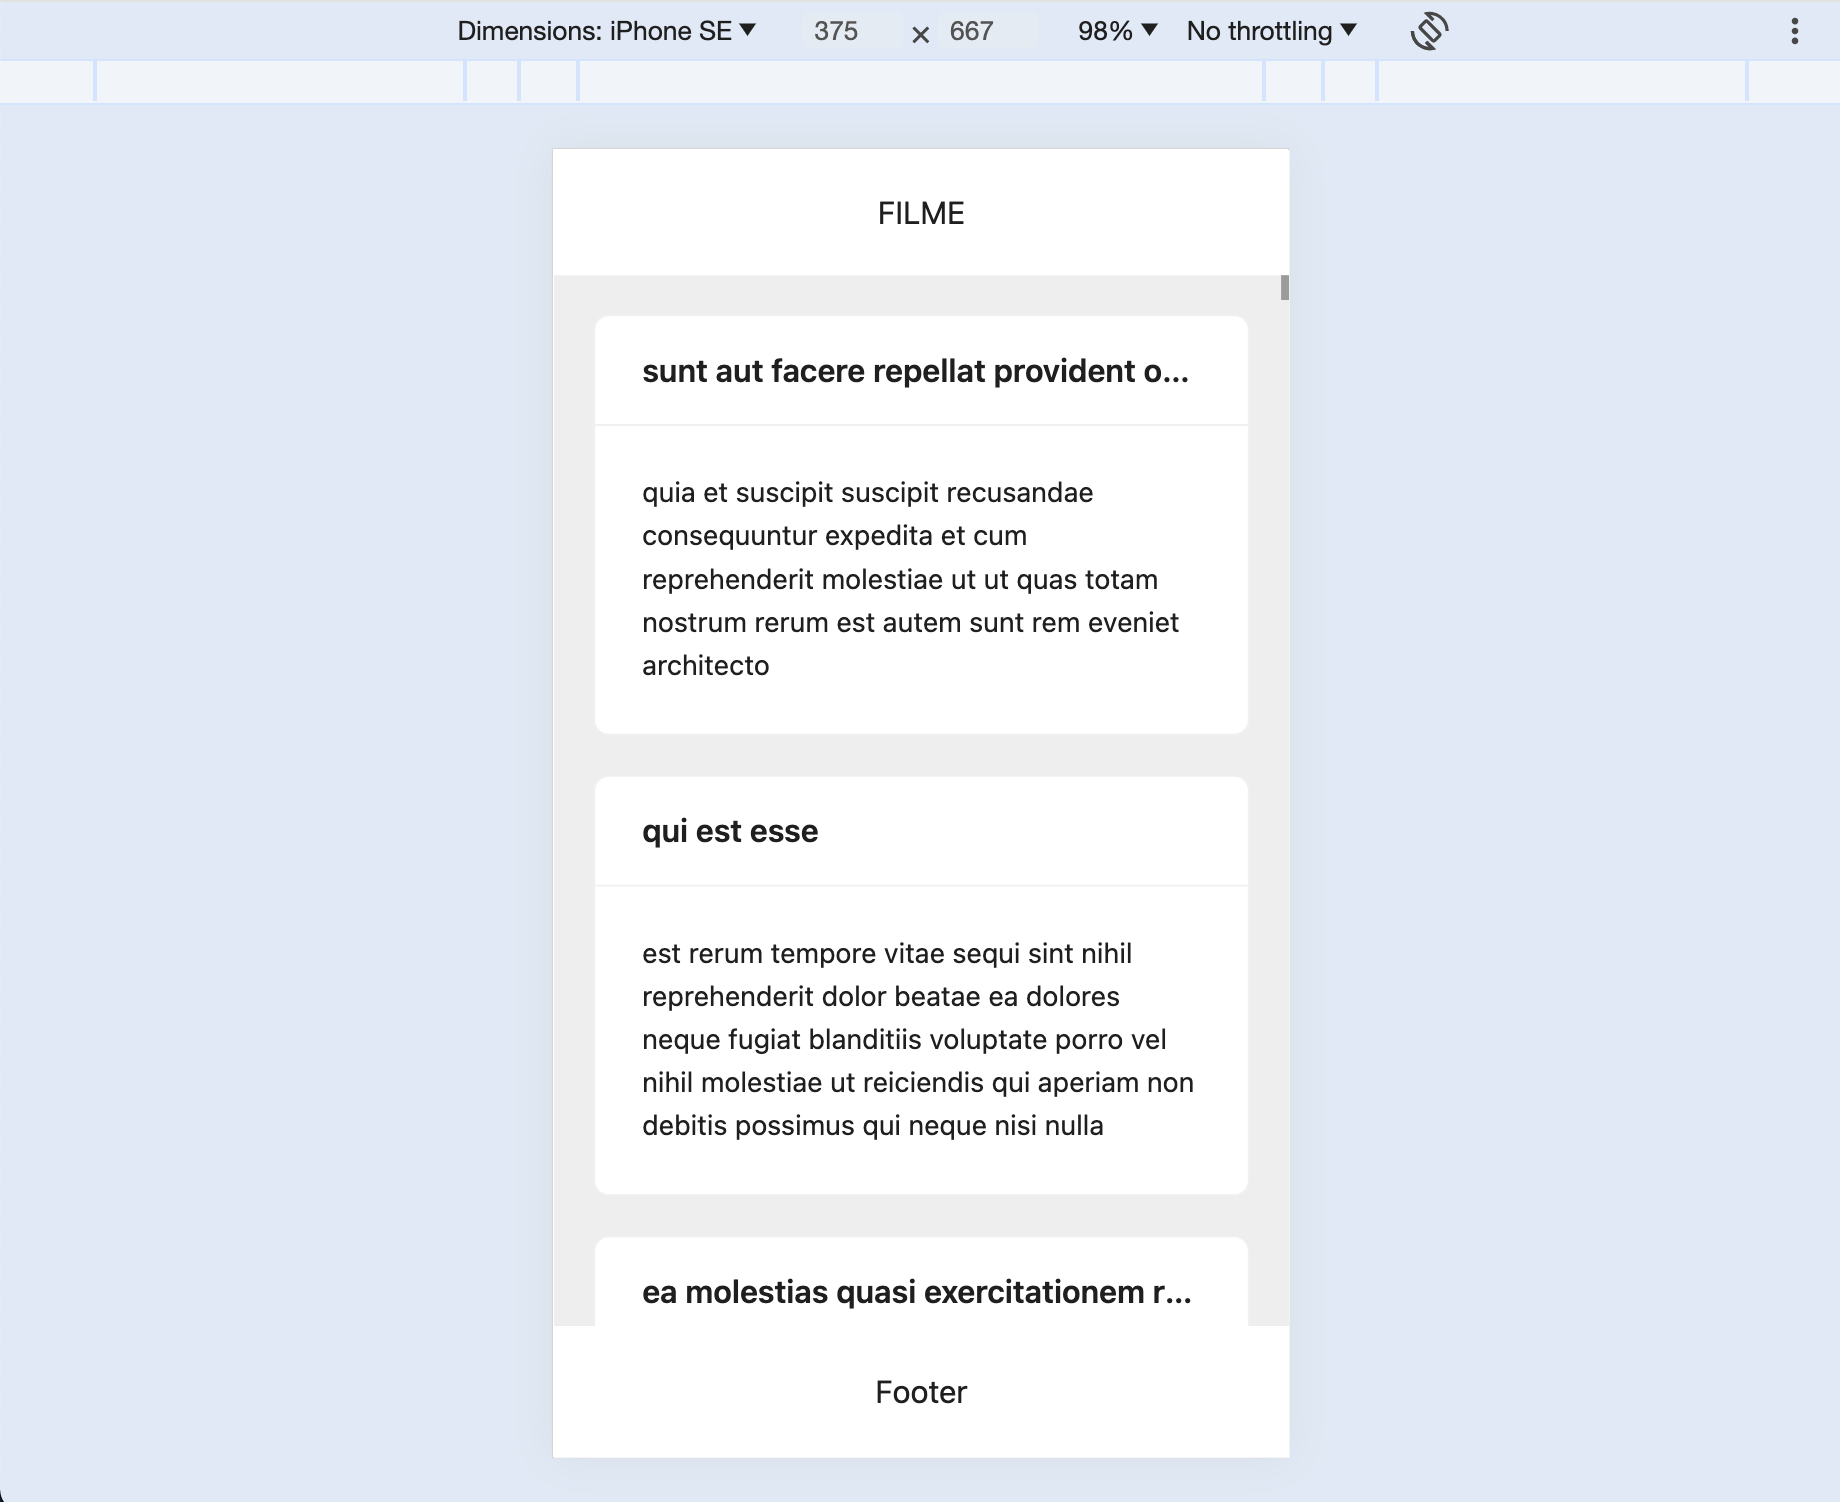 Dimensions: iPhone SE 375 × 667 98% No throttling
FILME
sunt aut facere repellat provident o...
quia et suscipit suscipit recusandae
consequuntur expedita et cum
reprehenderit molestiae ut ut quas totam
nostrum rerum est autem sunt rem eveniet
architecto
qui est esse
est rerum tempore vitae sequi sint nihil
reprehenderit dolor beatae ea dolores
neque fugiat blanditiis voluptate porro vel
nihil molestiae ut reiciendis qui aperiam non
debitis possimus qui neque nisi nulla
ea molestias quasi exercitationem r...
Footer